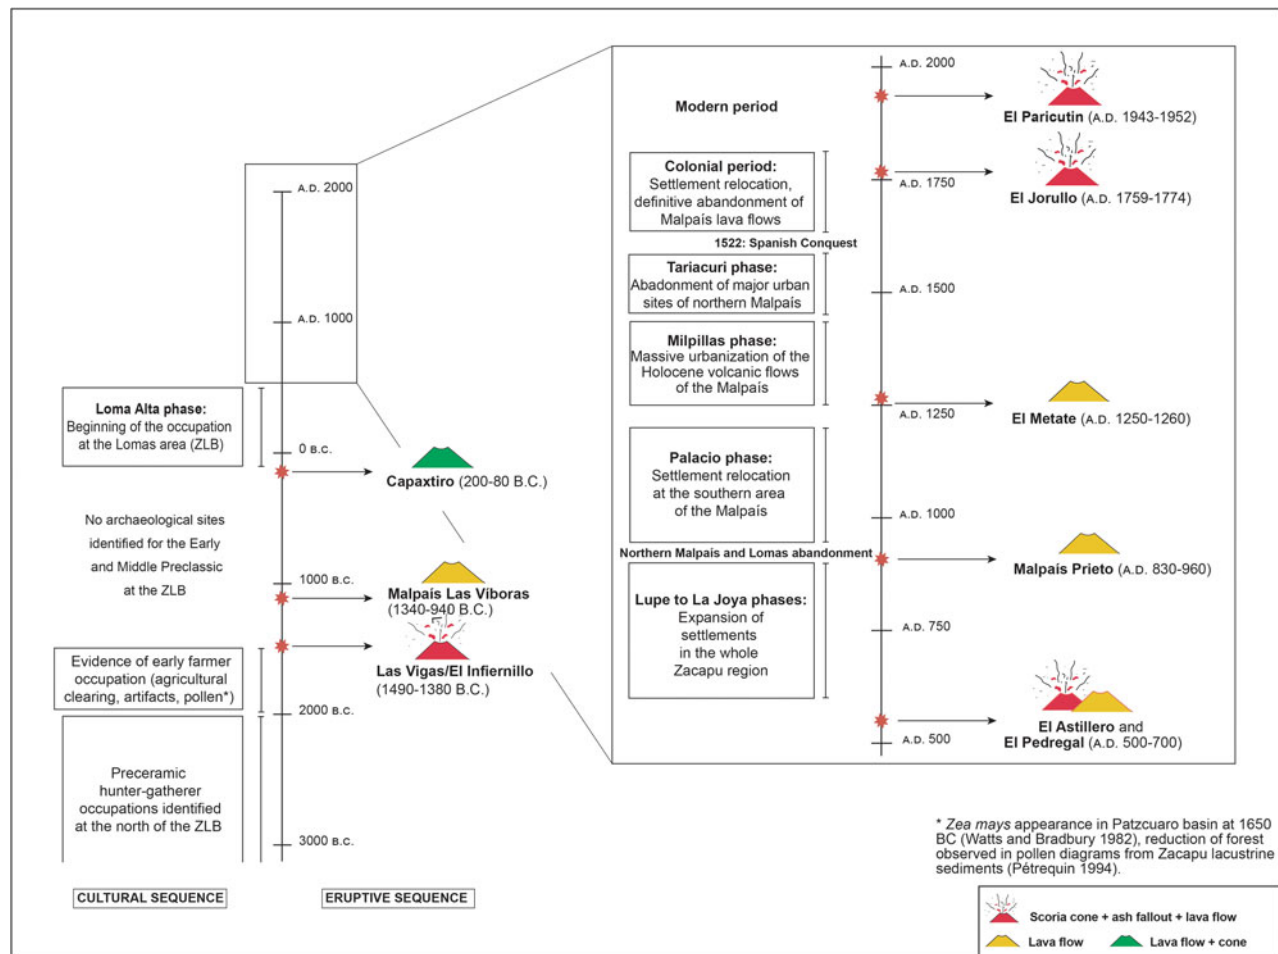 A.D. 2000
A.D. 1000
Loma Alta phase:
Beginning of the occupation
at the Lomas area (ZLB)
0 B.C.
Capaxtiro (200-80 B.C.)
No archaeological sites
identified for the Early
and Middle Preclassic
at the ZLB
1000 B.C.
Malpaís Las Víboras
(1340-940 B.C.)
Las Vigas/El Infiernillo
(1490-1380 B.C.)
Evidence of early farmer
occupation (agricultural
clearing, artifacts, pollen*)
2000 B.C.
Preceramic
hunter-gatherer
occupations identified
at the north of the ZLB
3000 B.C.
CULTURAL SEQUENCE
ERUPTIVE SEQUENCE
A.D. 2000
Modern period
El Paricutin (A.D. 1943-1952)
Colonial period:
Settlement relocation,
definitive abandonment of
Malpaís lava flows
A.D. 1750
El Jorullo (A.D. 1759-1774)
1522: Spanish Conquest
Tariacuri phase:
Abadonment of major urban
sites of northern Malpaís
A.D. 1500
Milpillas phase:
Massive urbanization of the
Holocene volcanic flows
of the Malpaís
A.D. 1250
El Metate (A.D. 1250-1260)
Palacio phase:
Settlement relocation
at the southern area
of the Malpaís
A.D. 1000
Northern Malpaís and Lomas abandonment
Malpaís Prieto (A.D. 830-960)
Lupe to La Joya phases:
Expansion of
settlements
in the whole
Zacapu region
A.D. 750
El Astillero and
El Pedregal (A.D. 500-700)
A.D. 500
* Zea mays appearance in Patzcuaro basin at 1650
BC (Watts and Bradbury 1982), reduction of forest
observed in pollen diagrams from Zacapu lacustrine
sediments (Pétrequin 1994).
Scoria cone + ash fallout + lava flow
Lava flow
Lava flow + cone